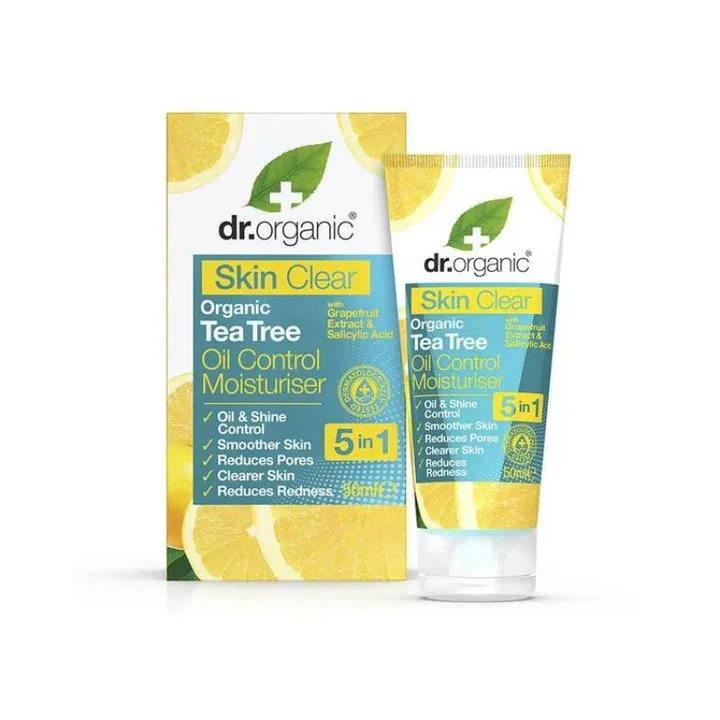 dr.organic®
Skin Clear
Organic
Tea Tree
with
Grapefruit
Extract &
Salicylic Acid
Oil Control
Moisturiser
DERMATOLOGICALLY TESTED
✓ Oil & Shine
Control
✓ Smoother Skin
✓ Reduces Pores
✓ Clearer Skin
✓ Reduces Redness
5 in 1
50ml℮
dr.organic®
Skin Clear
Organic
Tea Tree
with
Grapefruit
Extract &
Salicylic Acid
Oil Control
Moisturiser
✓ Oil & Shine
Control
✓ Smoother Skin
✓ Reduces Pores
✓ Clearer Skin
✓ Reduces
Redness
5 in 1
50ml℮